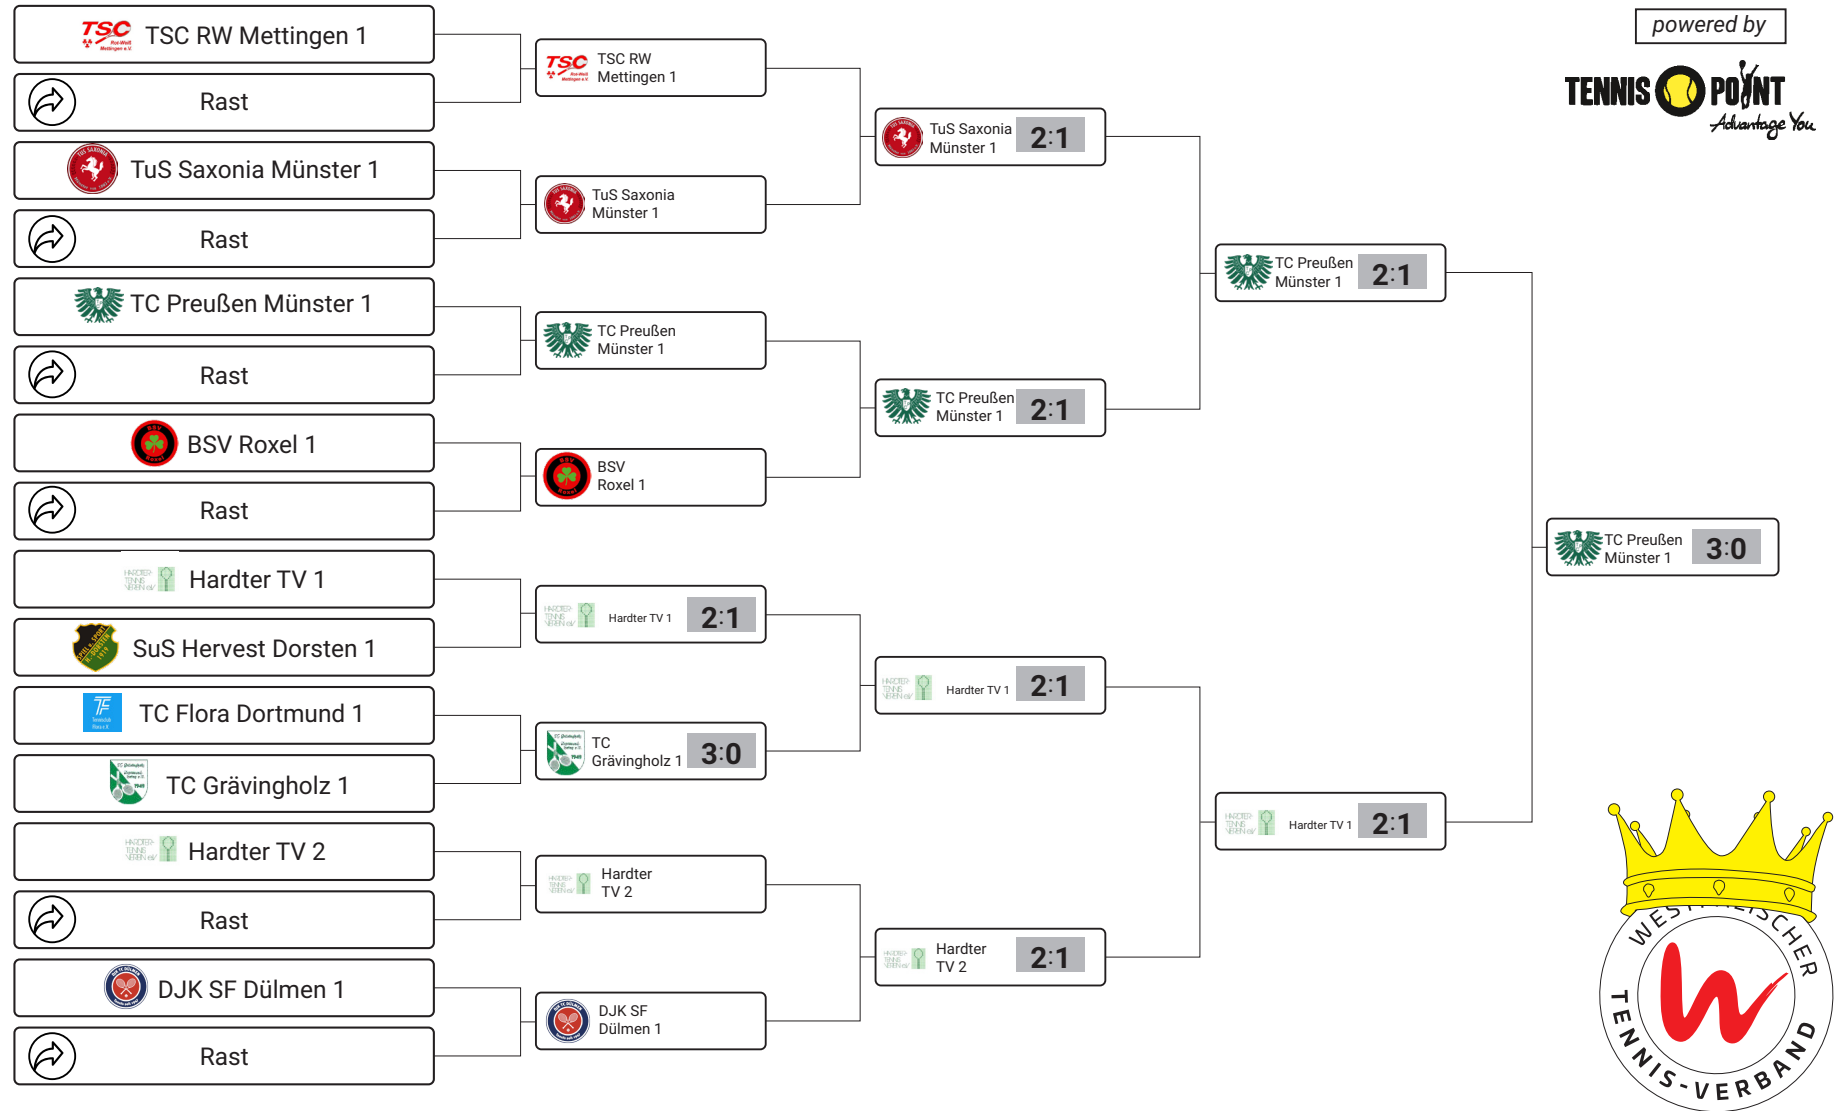 TSC RW Mettingen 1
Rast
TuS Saxonia Münster 1
Rast
TC Preußen Münster 1
Rast
BSV Roxel 1
Rast
Hardter TV 1
SuS Hervest Dorsten 1
TC Flora Dortmund 1
TC Grävingholz 1
Hardter TV 2
Rast
DJK SF Dülmen 1
Rast
TSC RW
Mettingen 1
TuS Saxonia
Münster 1
TC Preußen
Münster 1
BSV
Roxel 1
Hardter TV 1 2:1
TC
Grävingholz 1 3:0
Hardter
TV 2
DJK SF
Dülmen 1
TuS Saxonia
Münster 1 2:1
TC Preußen
Münster 1 2:1
Hardter TV 1 2:1
Hardter
TV 2 2:1
TC Preußen
Münster 1 2:1
Hardter TV 1 2:1
TC Preußen
Münster 1 3:0
powered by
TENNIS POINT
Advantage You
TENNIS-VERBAND